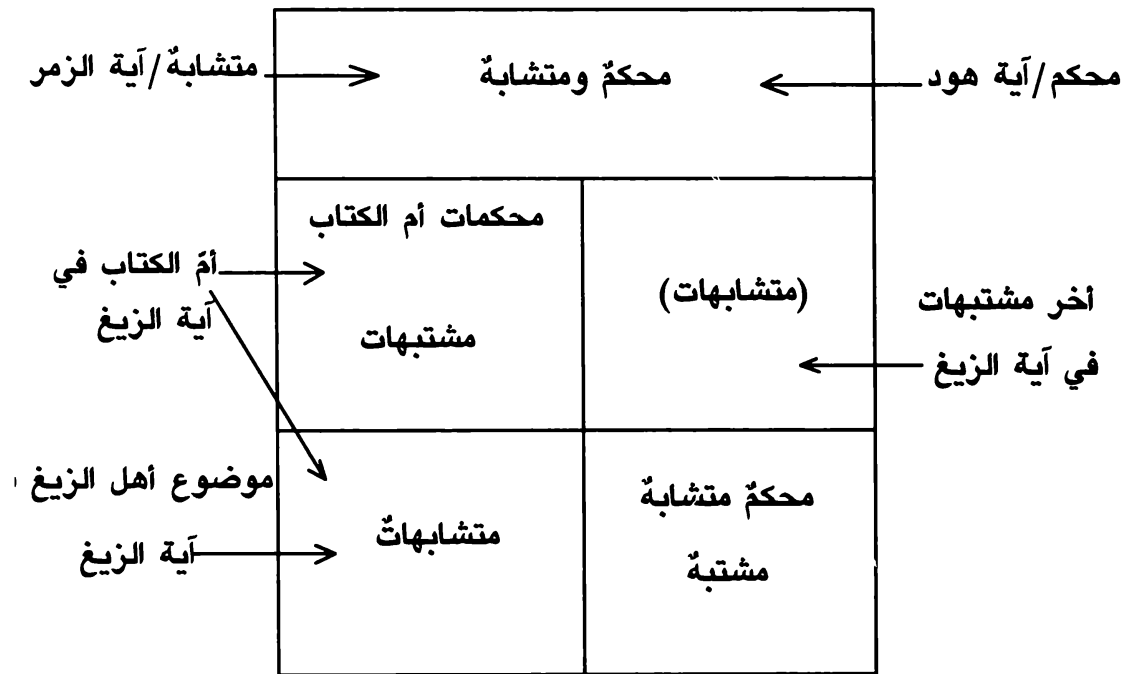 محكم/آية هود
محكمٌ ومتشابهٌ
متشابهٌ/آية الزمر
أخر مشتبهات
في آية الزيغ
(متشابهات)
محكمات أم الكتاب
مشتبهات
أمّ الكتاب في
آية الزيغ
محكمٌ متشابهٌ
مشتبهٌ
متشابهاتٌ
موضوع أهل الزيغ
آية الزيغ